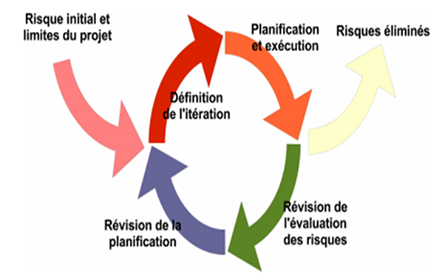 Risque initial et
limites du projet
Planification
et exécution
Risques éliminés
Définition
de l'itération
Révision de la
planification
Révision de
l'évaluation
des risques